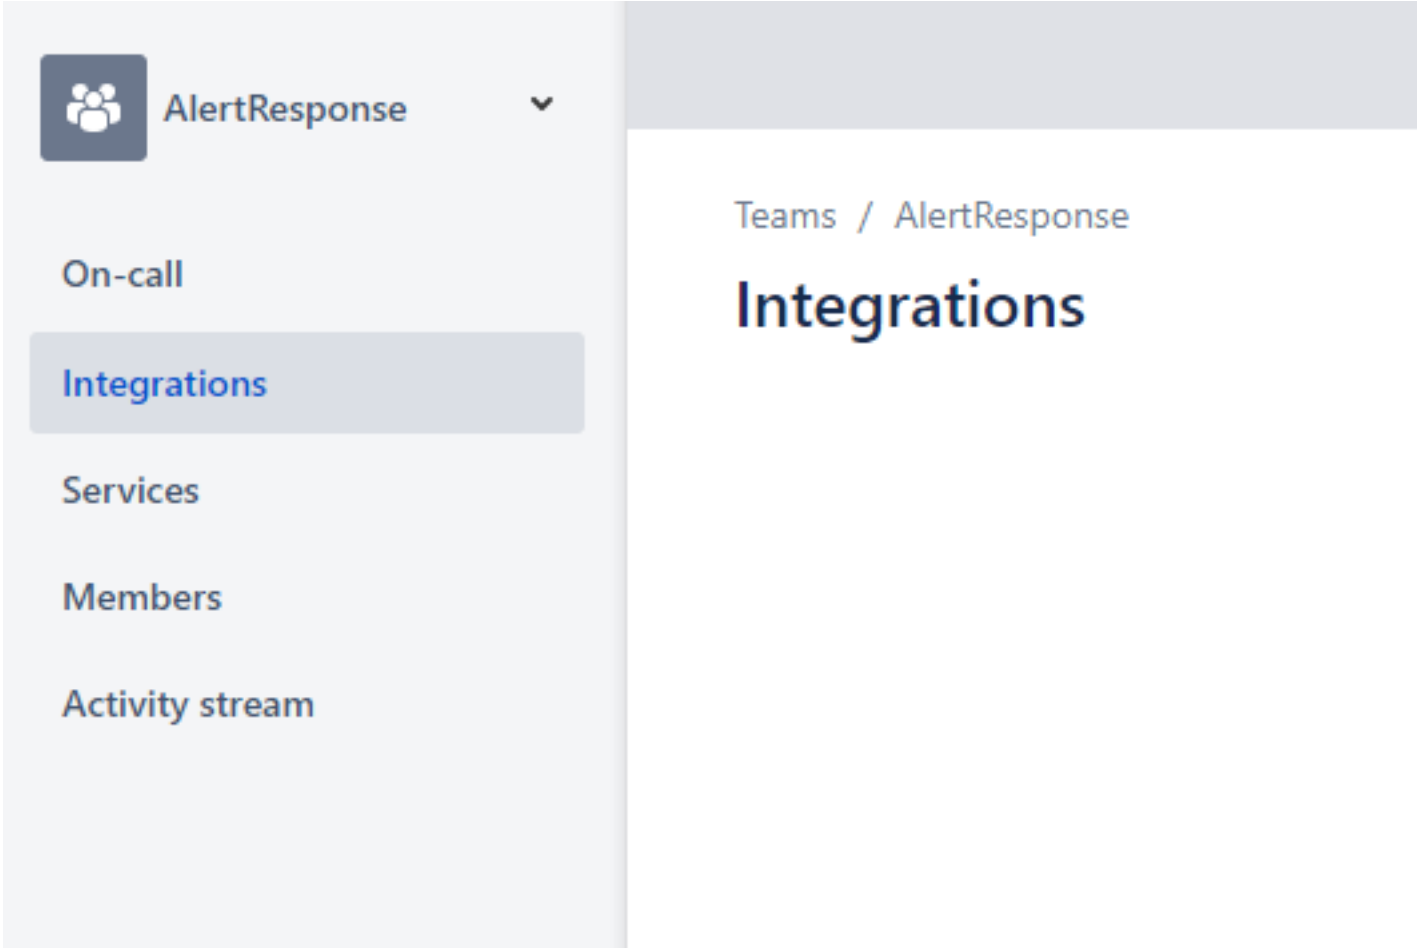 AlertResponse
On-call
Integrations
Services
Members
Activity stream
Teams / AlertResponse
Integrations